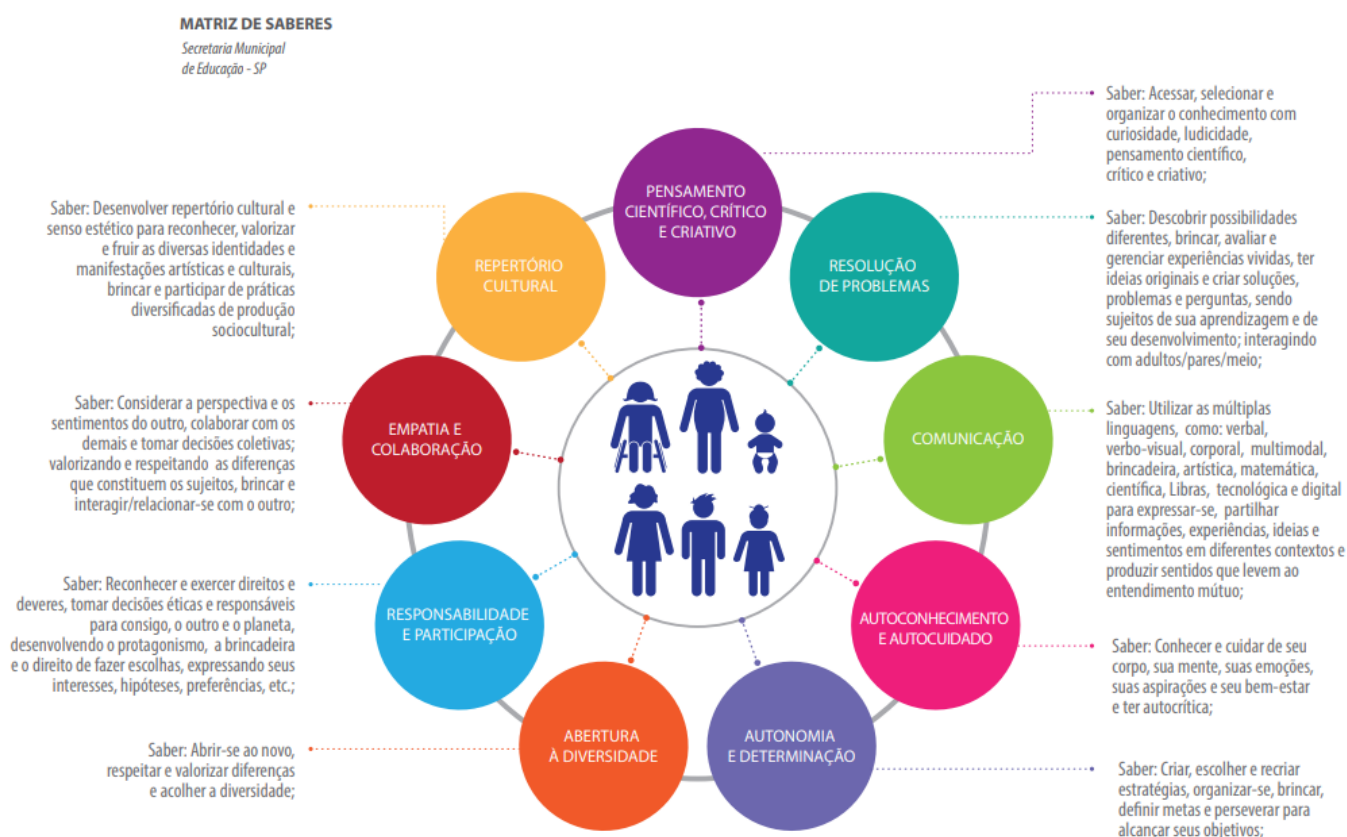 MATRIZ DE SABERES
Secretaria Municipal
de Educação - SP
PENSAMENTO
CIENTÍFICO, CRÍTICO
E CRIATIVO
Saber: Acessar, selecionar e
organizar o conhecimento com
curiosidade, ludicidade,
pensamento científico,
crítico e criativo;
RESOLUÇÃO
DE PROBLEMAS
Saber: Descobrir possibilidades
diferentes, brincar, avaliar e
gerenciar experiências vividas, ter
ideias originais e criar soluções,
problemas e perguntas, sendo
sujeitos de sua aprendizagem e de
seu desenvolvimento; interagindo
com adultos/pares/meio;
COMUNICAÇÃO
Saber: Utilizar as múltiplas
linguagens, como: verbal,
verbo-visual, corporal, multimodal,
brincadeira, artística, matemática,
científica, Libras, tecnológica e digital
para expressar-se, partilhar
informações, experiências, ideias e
sentimentos em diferentes contextos e
produzir sentidos que levem ao
entendimento mútuo;
AUTOCONHECIMENTO
E AUTOCUIDADO
Saber: Conhecer e cuidar de seu
corpo, sua mente, suas emoções,
suas aspirações e seu bem-estar
e ter autocrítica;
AUTONOMIA
E DETERMINAÇÃO
Saber: Criar, escolher e recriar
estratégias, organizar-se, brincar,
definir metas e perseverar para
alcançar seus objetivos;
ABERTURA
À DIVERSIDADE
Saber: Abrir-se ao novo,
respeitar e valorizar diferenças
e acolher a diversidade;
RESPONSABILIDADE
E PARTICIPAÇÃO
Saber: Reconhecer e exercer direitos e
deveres, tomar decisões éticas e responsáveis
para consigo, o outro e o planeta,
desenvolvendo o protagonismo, a brincadeira
e o direito de fazer escolhas, expressando seus
interesses, hipóteses, preferências, etc.;
EMPATIA E
COLABORAÇÃO
Saber: Considerar a perspectiva e os
sentimentos do outro, colaborar com os
demais e tomar decisões coletivas;
valorizando e respeitando as diferenças
que constituem os sujeitos, brincar e
interagir/relacionar-se com o outro;
REPERTÓRIO
CULTURAL
Saber: Desenvolver repertório cultural e
senso estético para reconhecer, valorizar
e fruir as diversas identidades e
manifestações artísticas e culturais,
brincar e participar de práticas
diversificadas de produção
sociocultural;